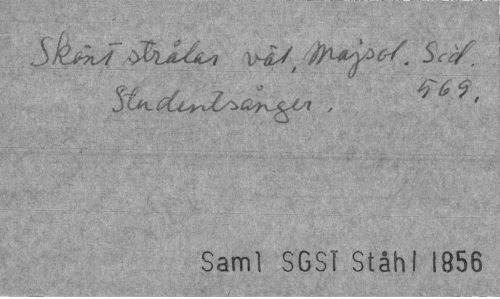 Skönt strålar vår, Majsol. Sid.
569.
Studentsånger.
Saml SGST Ståhl 1856